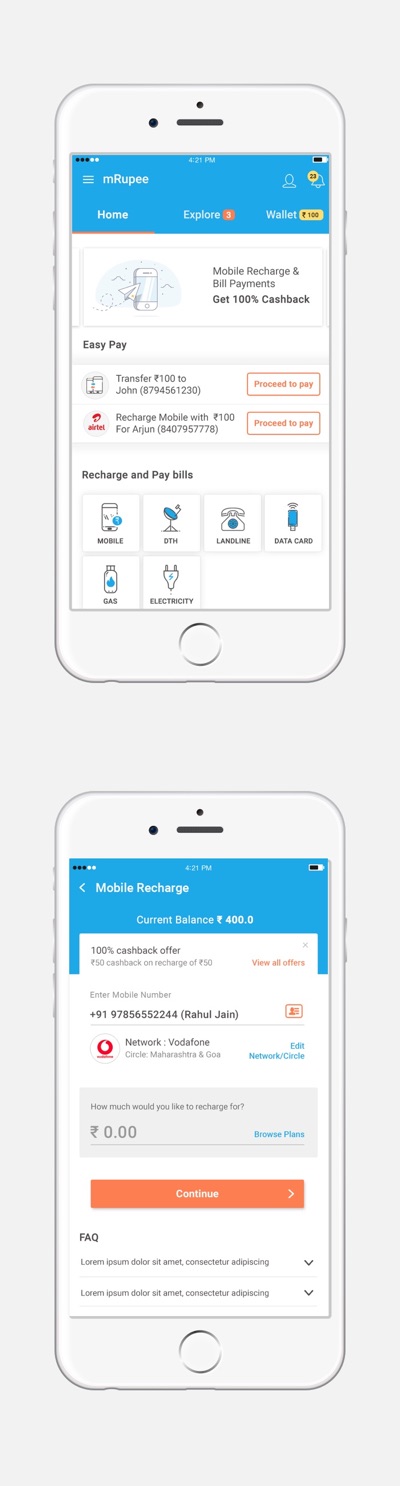 4:21 PM
mRupee
23
Home
Explore 3
Wallet ₹100
Mobile Recharge &
Bill Payments
Get 100% Cashback
Easy Pay
Transfer ₹100 to
John (8794561230)
Proceed to pay
airtel
Recharge Mobile with ₹100
For Arjun (8407957778)
Proceed to pay
Recharge and Pay bills
MOBILE
DTH
LANDLINE
DATA CARD
GAS
ELECTRICITY
4:21 PM
Mobile Recharge
Current Balance ₹ 400.0
100% cashback offer
₹50 cashback on recharge of ₹50
View all offers
Enter Mobile Number
+91 97856552244 (Rahul Jain)
Network : Vodafone
Circle: Maharashtra & Goa
Edit
Network/Circle
How much would you like to recharge for?
₹ 0.00
Browse Plans
Continue
FAQ
Lorem ipsum dolor sit amet, consectetur adipiscing
Lorem ipsum dolor sit amet, consectetur adipiscing